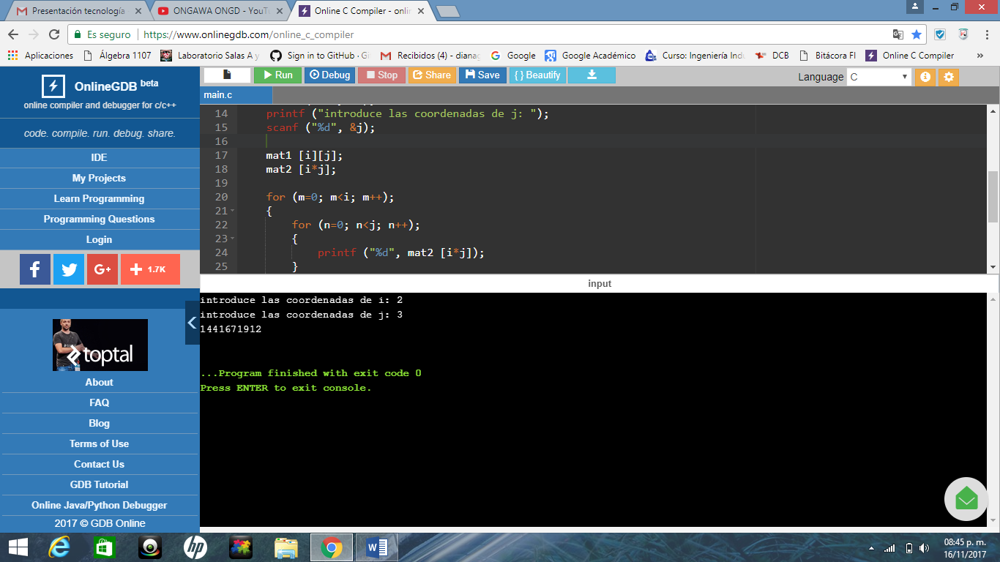 Presentación tecnología
ONGAWA ONGD - YouT
Online C Compiler - onli
Es seguro
https://www.onlinegdb.com/online_c_compiler
Aplicaciones
Álgebra 1107
Laboratorio Salas A y
Sign in to GitHub · Gi
Recibidos (4) - dianag
Google
Google Académico
Curso: Ingeniería Indu
DCB
Bitácora FI
Online C Compiler
»
OnlineGDB beta
online compiler and debugger for c/c++
code. compile. run. debug. share.
IDE
My Projects
Learn Programming
Programming Questions
Login
1.7K
toptal
About
FAQ
Blog
Terms of Use
Contact Us
GDB Tutorial
Online Java/Python Debugger
2017 © GDB Online
Run
Debug
Stop
Share
Save
{ } Beautify
Language
C
main.c
14 printf ("introduce las coordenadas de j: ");
15 scanf ("%d", &j);
16
17 mat1 [i][j];
18 mat2 [i*j];
19
20 for (m=0; m<i; m++);
21 {
22 for (n=0; n<j; n++);
23 {
24 printf ("%d", mat2 [i*j]);
25 }
input
introduce las coordenadas de i: 2
introduce las coordenadas de j: 3
1441671912
...Program finished with exit code 0
Press ENTER to exit console.
08:45 p. m.
16/11/2017